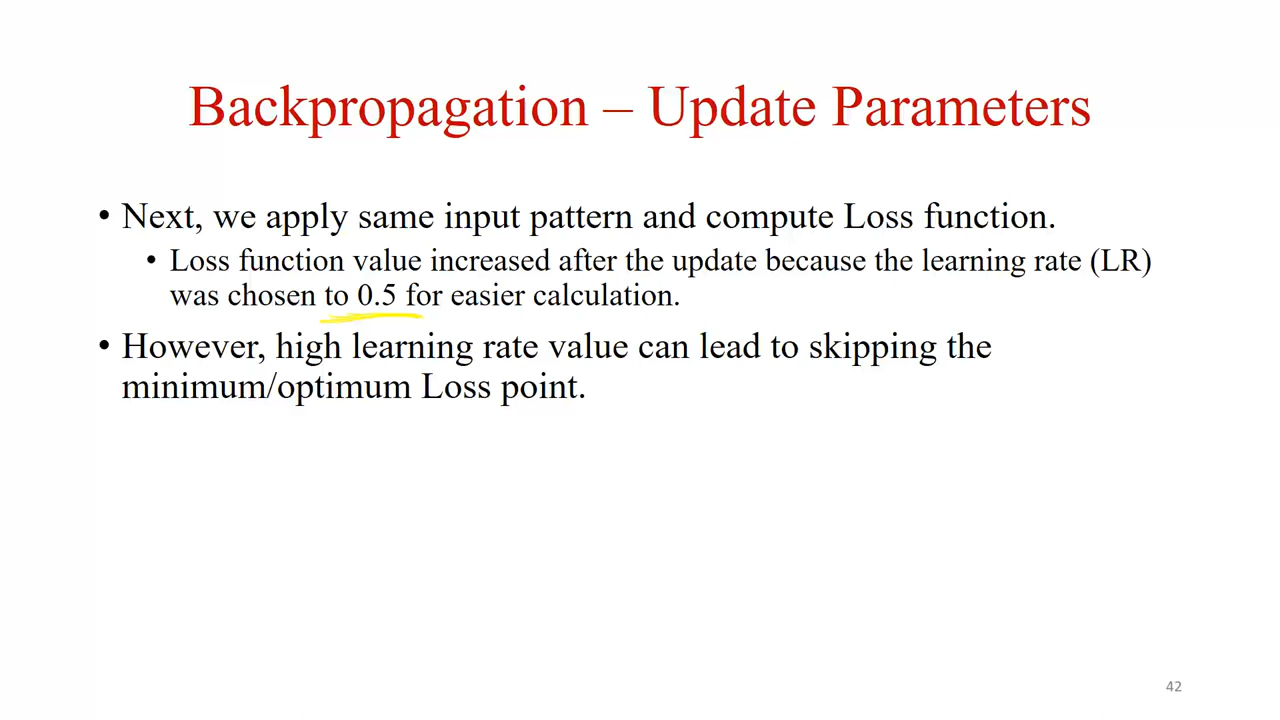 Backpropagation – Update Parameters
• Next, we apply same input pattern and compute Loss function.
• Loss function value increased after the update because the learning rate (LR)
was chosen to 0.5 for easier calculation.
• However, high learning rate value can lead to skipping the
minimum/optimum Loss point.
42